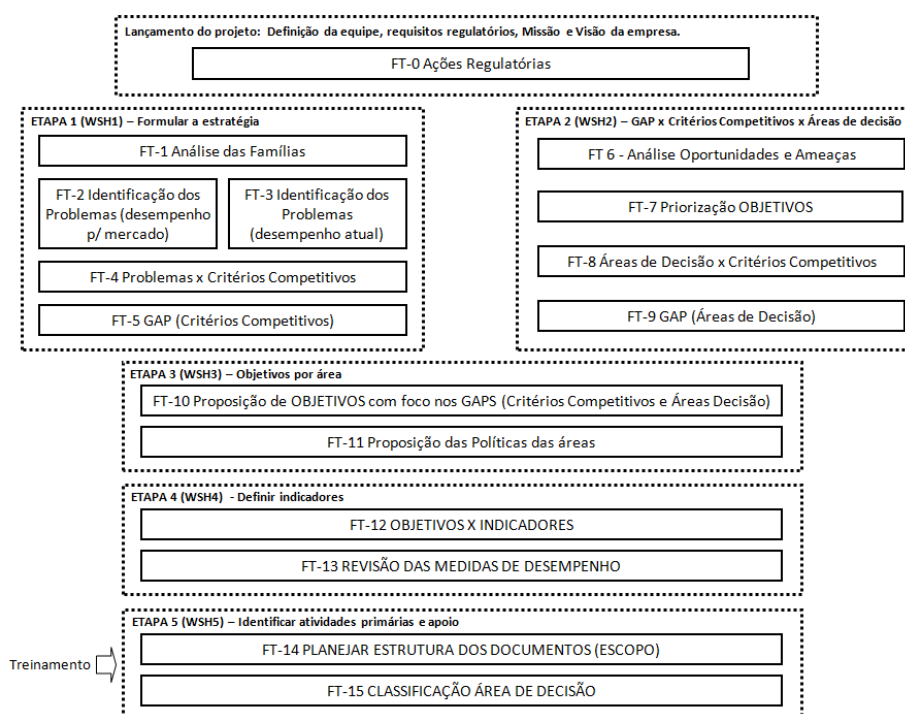 Lançamento do projeto: Definição da equipe, requisitos regulatórios, Missão e Visão da empresa.
FT-0 Ações Regulatórias
ETAPA 1 (WSH1) – Formular a estratégia
FT-1 Análise das Famílias
FT-2 Identificação dos
Problemas (desempenho
p/ mercado)
FT-3 Identificação dos
Problemas
(desempenho atual)
FT-4 Problemas x Critérios Competitivos
FT-5 GAP (Critérios Competitivos)
ETAPA 2 (WSH2) – GAP x Critérios Competitivos x Áreas de decisão
FT 6 - Análise Oportunidades e Ameaças
FT-7 Priorização OBJETIVOS
FT-8 Áreas de Decisão x Critérios Competitivos
FT-9 GAP (Áreas de Decisão)
ETAPA 3 (WSH3) – Objetivos por área
FT-10 Proposição de OBJETIVOS com foco nos GAPS (Critérios Competitivos e Áreas Decisão)
FT-11 Proposição das Políticas das áreas
ETAPA 4 (WSH4) - Definir indicadores
FT-12 OBJETIVOS X INDICADORES
FT-13 REVISÃO DAS MEDIDAS DE DESEMPENHO
ETAPA 5 (WSH5) – Identificar atividades primárias e apoio
FT-14 PLANEJAR ESTRUTURA DOS DOCUMENTOS (ESCOPO)
Treinamento
FT-15 CLASSIFICAÇÃO ÁREA DE DECISÃO